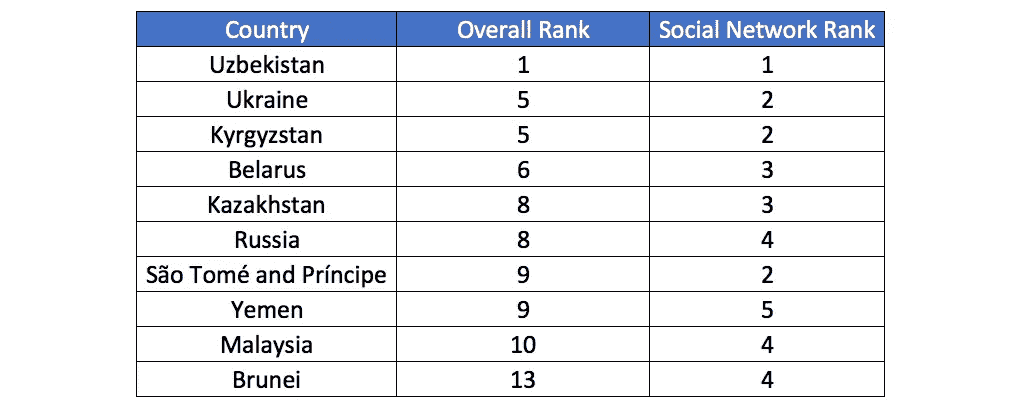 Country Overall Rank Social Network Rank
Uzbekistan 1 1
Ukraine 5 2
Kyrgyzstan 5 2
Belarus 6 3
Kazakhstan 8 3
Russia 8 4
São Tomé and Príncipe 9 2
Yemen 9 5
Malaysia 10 4
Brunei 13 4